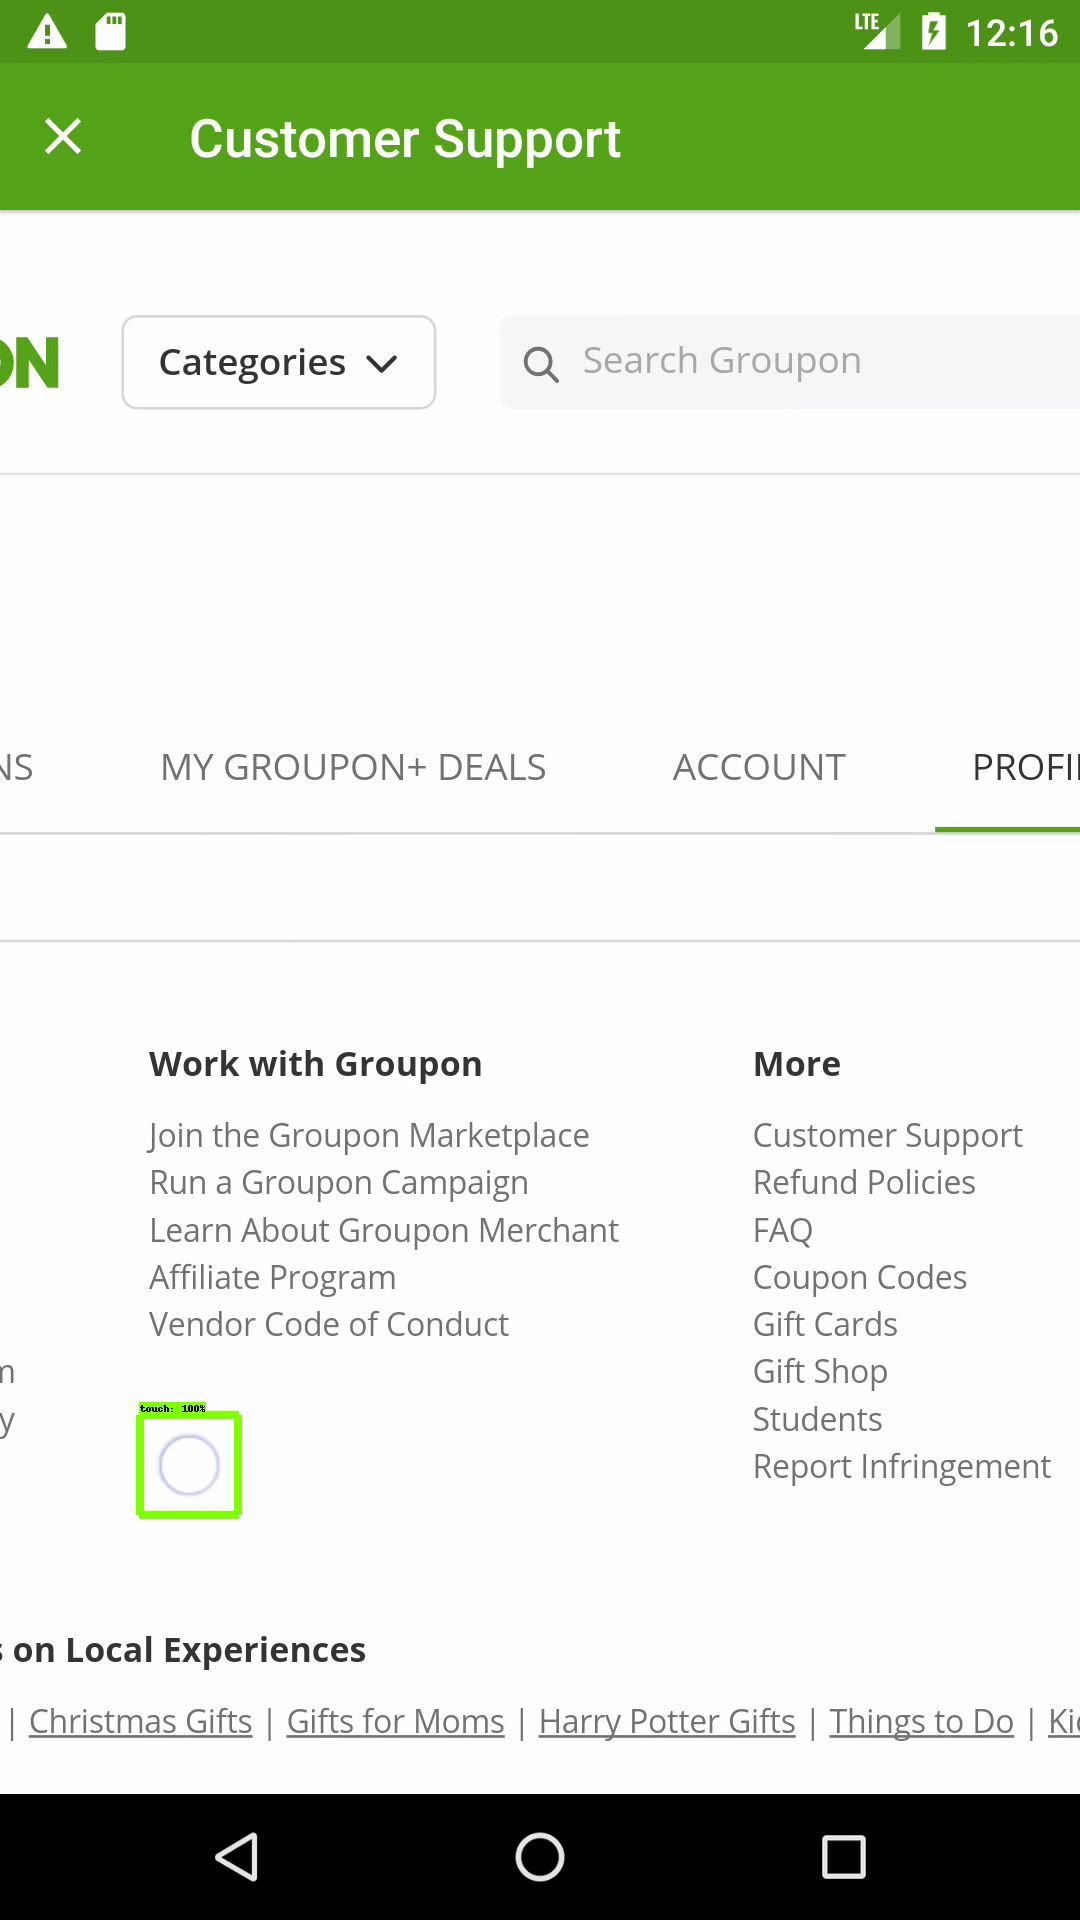 LTE 12:16
Customer Support
ON Categories Search Groupon
NS MY GROUPON+ DEALS ACCOUNT PROFI
Work with Groupon
Join the Groupon Marketplace
Run a Groupon Campaign
Learn About Groupon Merchant
Affiliate Program
Vendor Code of Conduct
More
Customer Support
Refund Policies
FAQ
Coupon Codes
Gift Cards
Gift Shop
Students
Report Infringement
m
y
touch: 100%
s on Local Experiences
| Christmas Gifts | Gifts for Moms | Harry Potter Gifts | Things to Do |